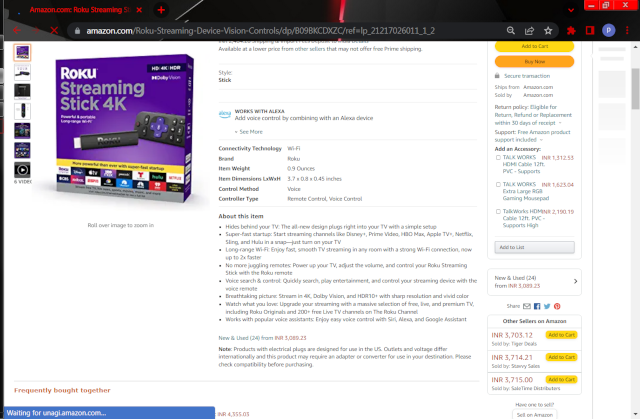 Amazon.com: Roku Streaming St
amazon.com/Roku-Streaming-Device-Vision-Controls/dp/B09BKCDXZC/ref=lp_21217026011_1_2
P
Available at a lower price from other sellers that may not offer free Prime shipping.
Style:
Stick
alexa
WORKS WITH ALEXA
Add voice control by combining with an Alexa device
See More
Connectivity Technology Wi-Fi
Brand Roku
Item Weight 0.9 Ounces
Item Dimensions LxWxH 3.7 x 0.8 x 0.45 inches
Control Method Voice
Controller Type Remote Control, Voice Control
About this item
• Hides behind your TV: The all-new design plugs right into your TV with a simple setup
• Super-fast startup: Start streaming channels like Disney+, Prime Video, HBO Max, Apple TV+, Netflix,
Sling, and Hulu in a snap—just turn on your TV
• Long-range Wi-Fi: Enjoy fast, smooth TV streaming in any room with a strong Wi-Fi connection, now
up to 2x faster
• No more juggling remotes: Power up your TV, adjust the volume, and control your Roku Streaming
Stick with the Roku remote
• Voice search & control: Quickly search, play entertainment, and control your streaming device with the
voice remote
• Breathtaking picture: Stream in 4K, Dolby Vision, and HDR10+ with sharp resolution and vivid color
• Watch what you love: Upgrade your streaming with a massive selection of free, live, and premium TV,
including Roku Originals and 200+ free Live TV channels on The Roku Channel
• Works with popular voice assistants: Enjoy easy voice control with Siri, Alexa, and Google Assistant
New & Used (24) from INR 3,089.23
Note: Products with electrical plugs are designed for use in the US. Outlets and voltage differ
internationally and this product may require an adapter or converter for use in your destination. Please
check compatibility before purchasing.
Roku
HD|4K|HDR
Dolby Vision
Streaming
Stick 4K
Powerful & portable
Long-range Wi-Fi
More powerful than ever with super-fast startup
6 VIDEOS
Roll over image to zoom in
Add to Cart
Buy Now
Secure transaction
Ships from Amazon.com
Sold by Amazon.com
Return policy: Eligible for
Return, Refund or Replacement
within 30 days of receipt
Support: Free Amazon product
support included
Add an Accessory:
TALK WORKS INR 1,312.53
HDMI Cable 12ft.
PVC - Supports
TALK WORKS INR 1,623.04
Extra Large RGB
Gaming Mousepad
TalkWorks HDMI INR 2,190.19
Cable 12ft. PVC -
Supports High
Add to List
New & Used (24)
from INR 3,089.23
Share
Other Sellers on Amazon
INR 3,703.12 Add to Cart
Sold by: Tiger Deals
INR 3,714.21 Add to Cart
Sold by: Stanvy Sales
INR 3,715.00 Add to Cart
Sold by: SaleTime Distributers
Have one to sell?
Sell on Amazon
Frequently bought together
INR 4,355.03
Waiting for unagi.amazon.com...